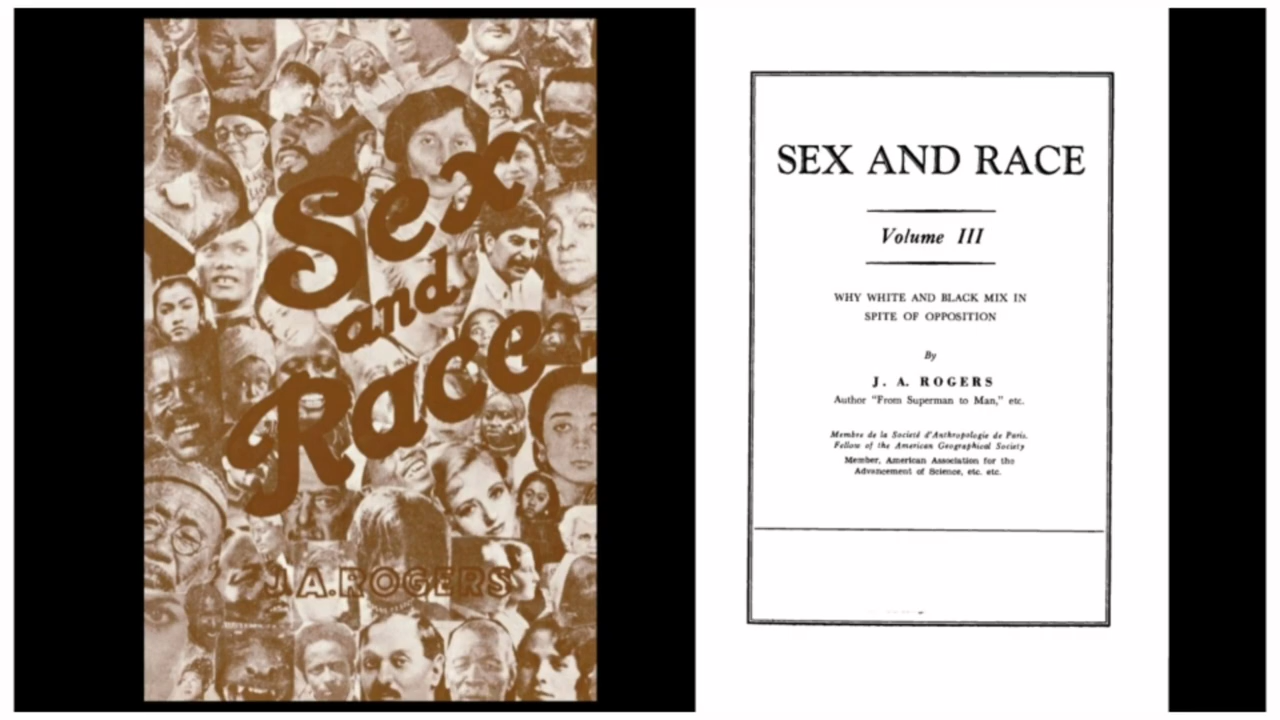 Sex
and
Race
J.A.ROGERS
SEX AND RACE
Volume III
WHY WHITE AND BLACK MIX IN
SPITE OF OPPOSITION
By
J. A. ROGERS
Author "From Superman to Man," etc.
Membre de la Societé d'Anthropologie de Paris.
Fellow of the American Geographical Society
Member, American Association for the
Advancement of Science, etc. etc.